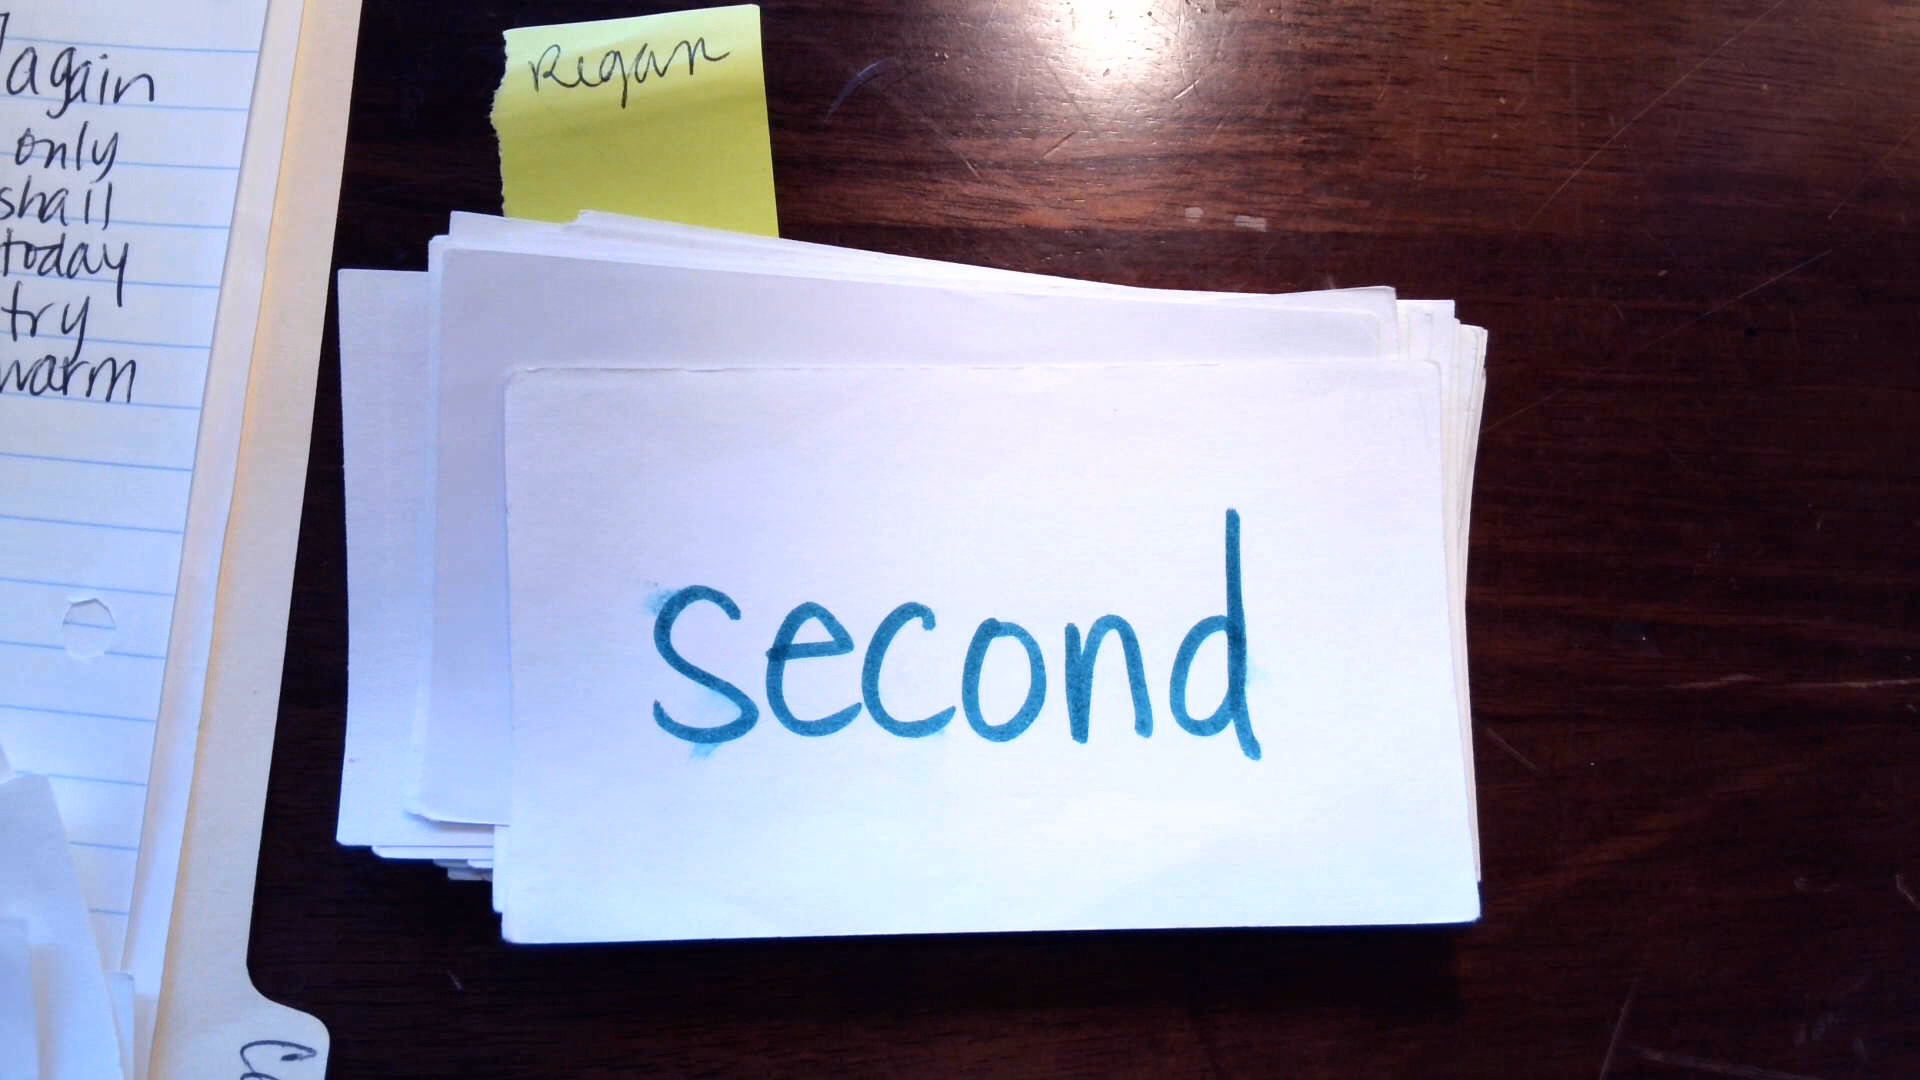 again
only
shall
today
try
warm
Regan
second